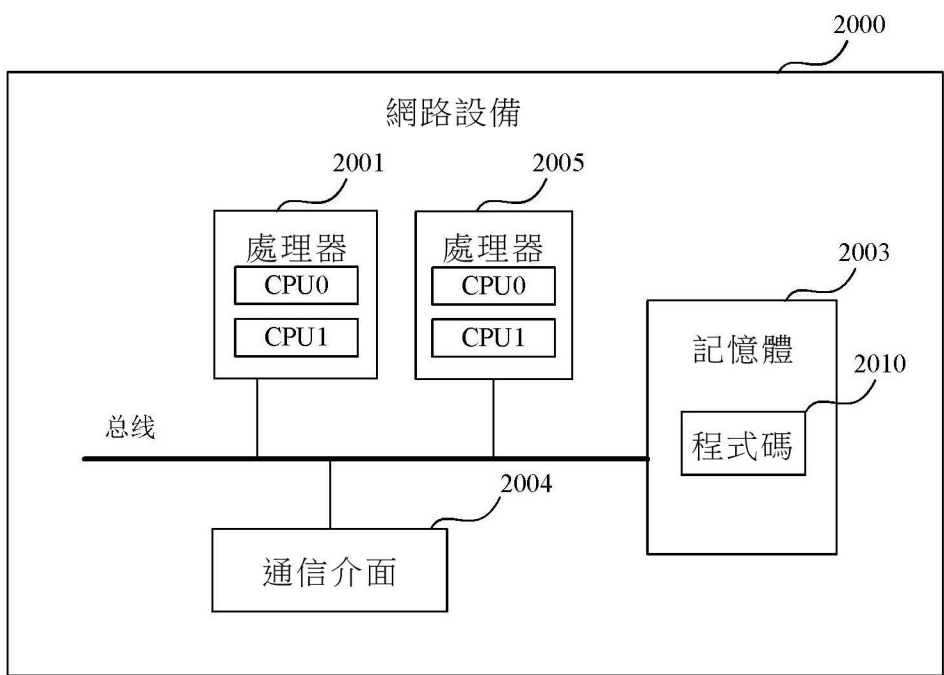 2000
網路設備
2001
2005
處理器
CPU0
CPU1
處理器
CPU0
CPU1
2003
記憶體
2010
程式碼
总线
2004
通信介面